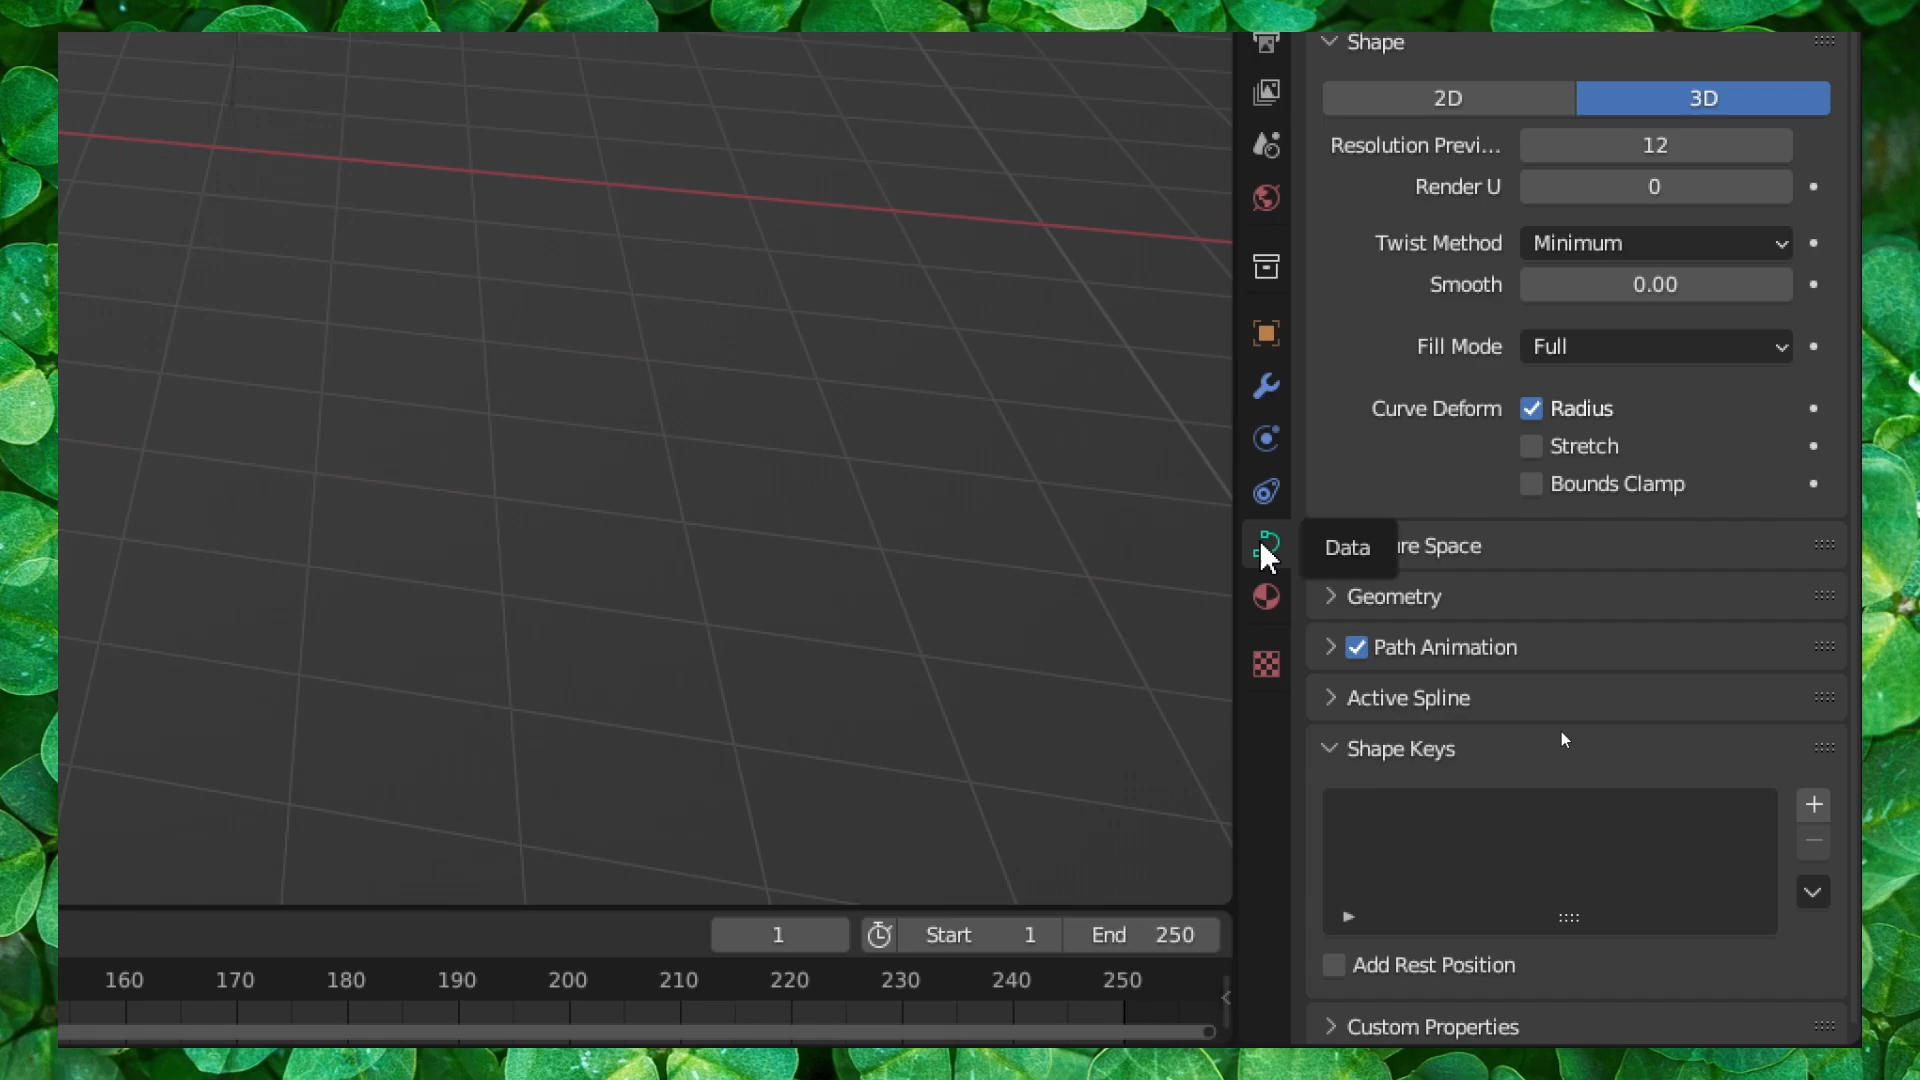 Shape
2D 3D
Resolution Previ... 12
Render U 0
Twist Method Minimum
Smooth 0.00
Fill Mode Full
Curve Deform Radius
Stretch
Bounds Clamp
Data
Space
Geometry
Path Animation
Active Spline
Shape Keys
Add Rest Position
Custom Properties
1 Start 1 End 250
160 170 180 190 200 210 220 230 240 250